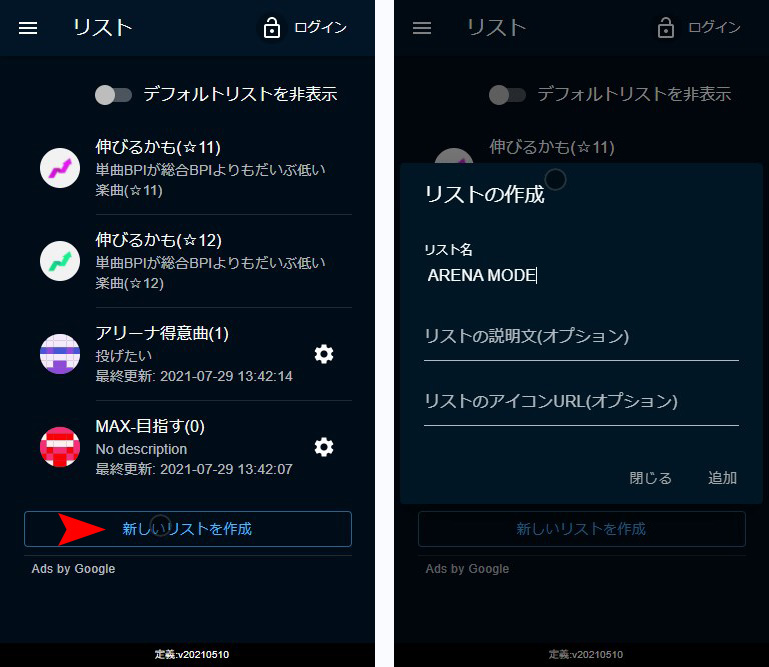 リスト
ログイン
デフォルトリストを非表示
伸びるかも(☆11)
単曲BPIが総合BPIよりもだいぶ低い
楽曲(☆11)
伸びるかも(☆12)
単曲BPIが総合BPIよりもだいぶ低い
楽曲(☆12)
アリーナ得意曲(1)
投げたい
最終更新: 2021-07-29 13:42:14
MAX-目指す(0)
No description
最終更新: 2021-07-29 13:42:07
新しいリストを作成
Ads by Google
定義:v20210510
リスト
ログイン
デフォルトリストを非表示
伸びるかも(☆11)
リストの作成
リスト名
ARENA MODE
リストの説明文(オプション)
リストのアイコンURL(オプション)
閉じる
追加
新しいリストを作成
Ads by Google
定義:v20210510